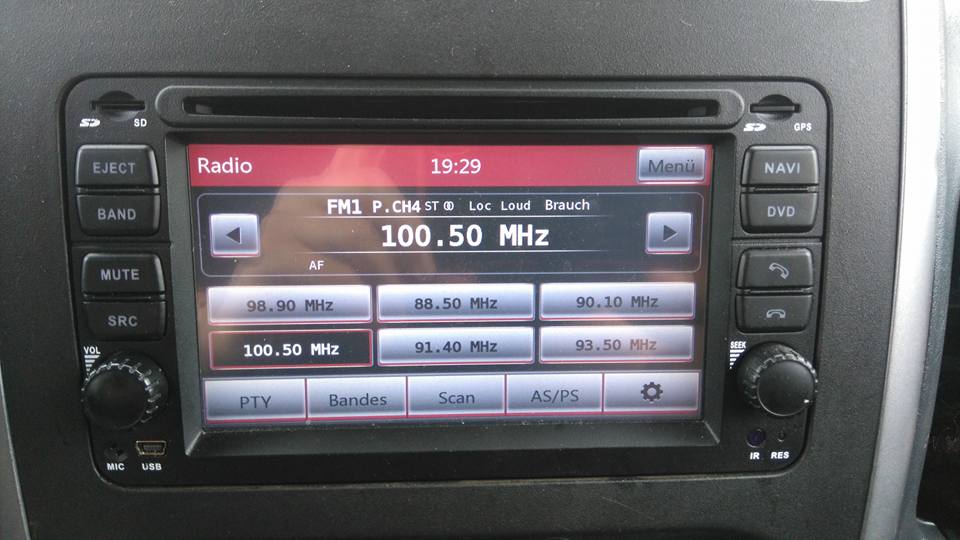 SD SD
SD GPS
EJECT
BAND
MUTE
SRC
VOL
MIC USB
Radio 19:29 Menü
FM1 P.CH4 ST Loc Loud Brauch
100.50 MHz
AF
98.90 MHz 88.50 MHz 90.10 MHz
100.50 MHz 91.40 MHz 93.50 MHz
PTY Bandes Scan AS/PS
NAVI
DVD
SEEK
IR RES